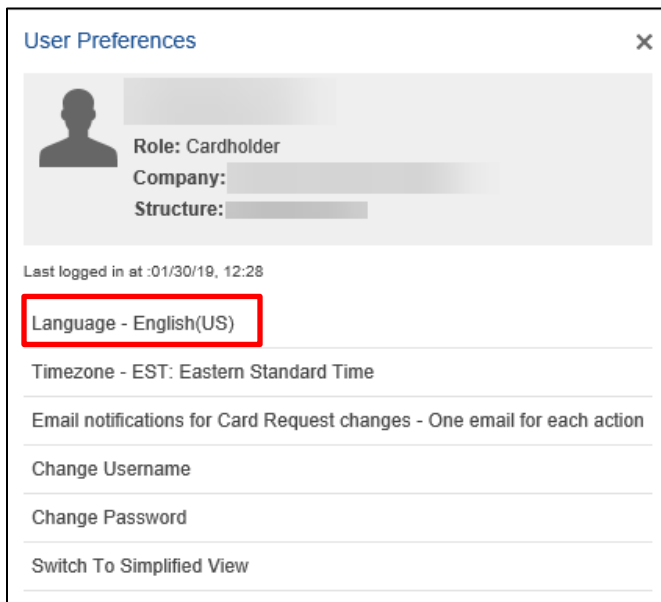 User Preferences
Role: Cardholder
Company:
Structure:
Last logged in at :01/30/19, 12:28
Language - English(US)
Timezone - EST: Eastern Standard Time
Email notifications for Card Request changes - One email for each action
Change Username
Change Password
Switch To Simplified View